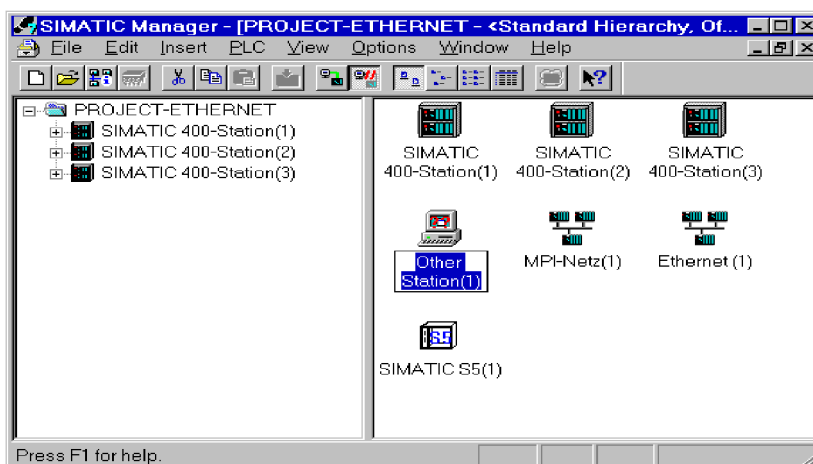 SIMATIC Manager - [PROJECT-ETHERNET - <Standard Hierarchy, Of...
File Edit Insert PLC View Options Window Help
PROJECT-ETHERNET
SIMATIC 400-Station(1)
SIMATIC 400-Station(2)
SIMATIC 400-Station(3)
SIMATIC
400-Station(1)
SIMATIC
400-Station(2)
SIMATIC
400-Station(3)
Other
Station(1)
MPI-Netz(1)
Ethernet (1)
S5
SIMATIC S5(1)
Press F1 for help.